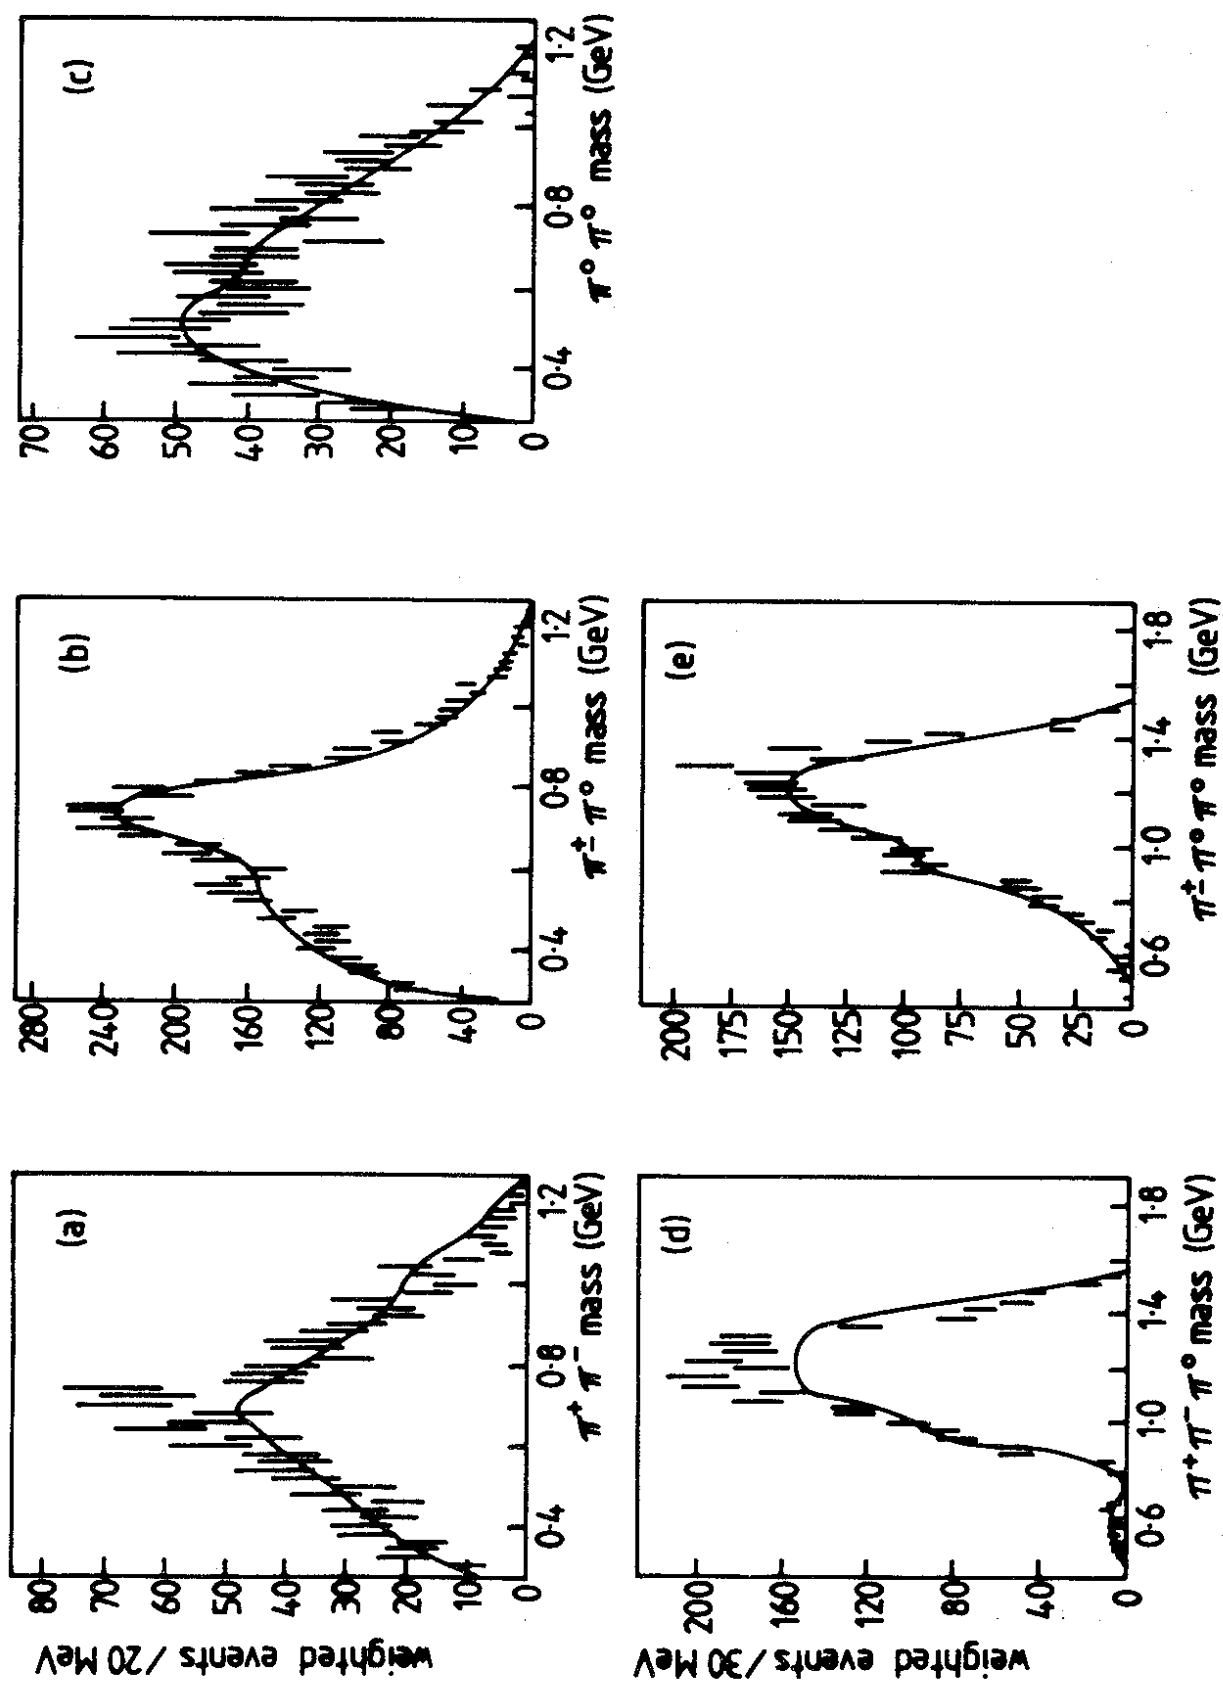 weighted events / 20 MeV
(a)
80
70
60
50
40
30
20
10
0
0·4 0·8 1·2
π⁺ π⁻ mass (GeV)
(b)
280
240
200
160
120
80
40
0
0·4 0·8 1·2
π± π⁰ mass (GeV)
(c)
70
60
50
40
30
20
10
0
0·4 0·8 1·2
π⁰ π⁰ mass (GeV)
weighted events / 30 MeV
(d)
200
160
120
80
40
0
0·6 1·0 1·4 1·8
π⁺ π⁻ π⁰ mass (GeV)
(e)
200
175
150
125
100
75
50
25
0
0·6 1·0 1·4 1·8
π± π⁰ π⁰ mass (GeV)